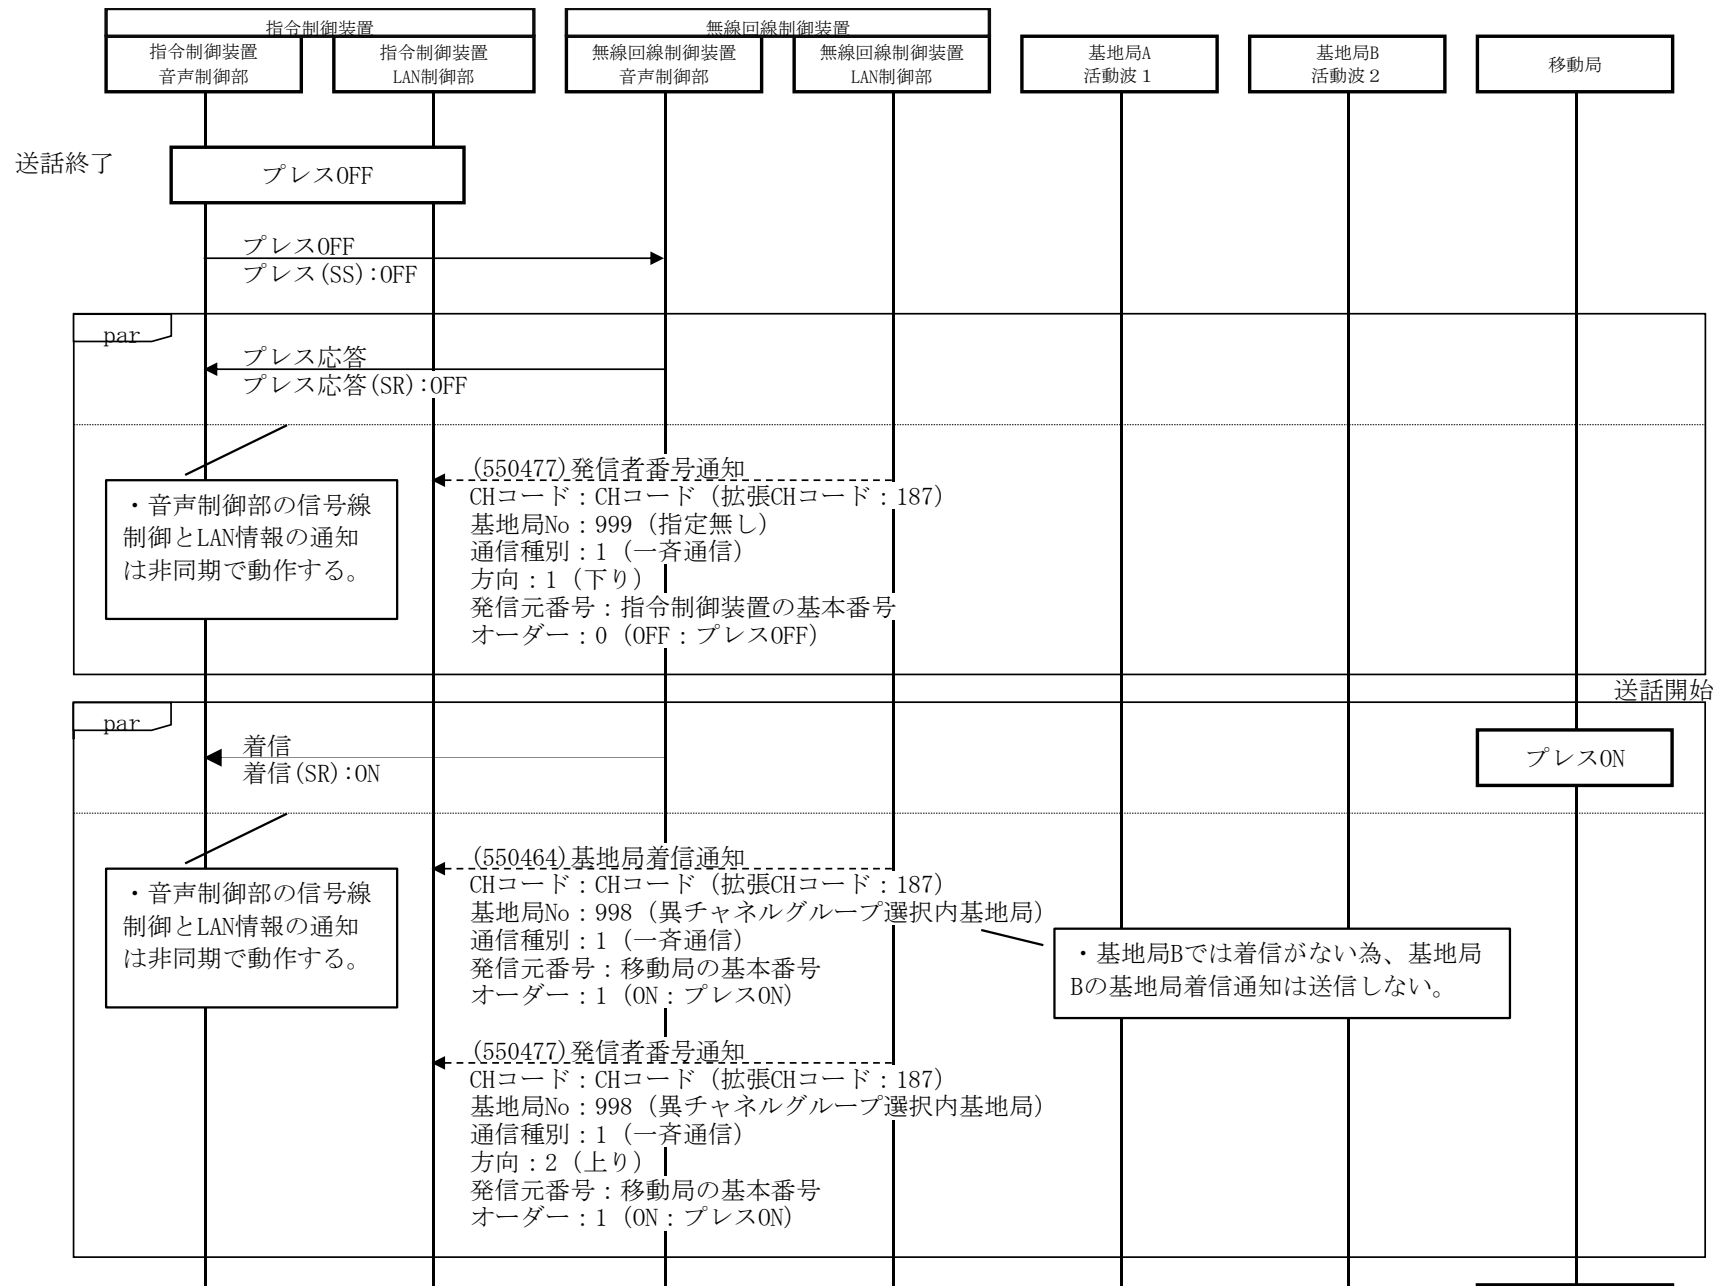 指令制御装置
無線回線制御装置
指令制御装置
音声制御部
指令制御装置
LAN制御部
無線回線制御装置
音声制御部
無線回線制御装置
LAN制御部
基地局A
活動波１
基地局B
活動波２
移動局
送話終了
プレスOFF
プレスOFF
プレス(SS):OFF
par
プレス応答
プレス応答(SR):OFF
・音声制御部の信号線
制御とLAN情報の通知
は非同期で動作する。
(550477)発信者番号通知
CHコード：CHコード（拡張CHコード：187）
基地局No：999（指定無し）
通信種別：1（一斉通信）
方向：1（下り）
発信元番号：指令制御装置の基本番号
オーダー：0（OFF：プレスOFF）
送話開始
par
着信
着信(SR):ON
プレスON
・音声制御部の信号線
制御とLAN情報の通知
は非同期で動作する。
(550464)基地局着信通知
CHコード：CHコード（拡張CHコード：187）
基地局No：998（異チャネルグループ選択内基地局）
通信種別：1（一斉通信）
発信元番号：移動局の基本番号
オーダー：1（ON：プレスON）
・基地局Bでは着信がない為、基地局
Bの基地局着信通知は送信しない。
(550477)発信者番号通知
CHコード：CHコード（拡張CHコード：187）
基地局No：998（異チャネルグループ選択内基地局）
通信種別：1（一斉通信）
方向：2（上り）
発信元番号：移動局の基本番号
オーダー：1（ON：プレスON）